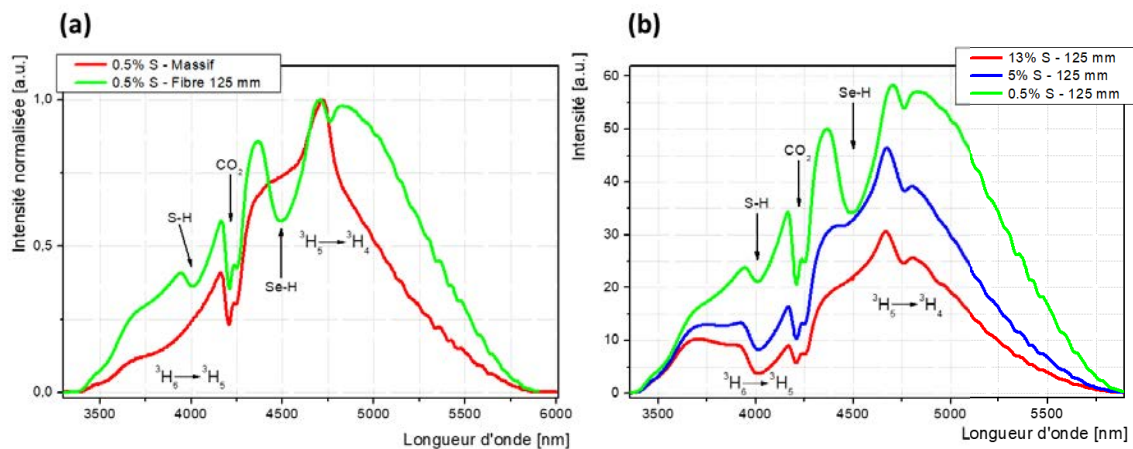 (a)
0.5% S - Massif
0.5% S - Fibre 125 mm
Intensité normalisée [a.u.]
1,0
0,5
0,0
S-H
CO2
Se-H
3H5 → 3H4
3H6 → 3H5
3500 4000 4500 5000 5500 6000
Longueur d'onde [nm]
(b)
13% S - 125 mm
5% S - 125 mm
0.5% S - 125 mm
Intensité [a.u.]
60
50
40
30
20
10
0
Se-H
CO2
S-H
3H5 → 3H4
3H6 → 3H5
3500 4000 4500 5000 5500
Longueur d'onde [nm]